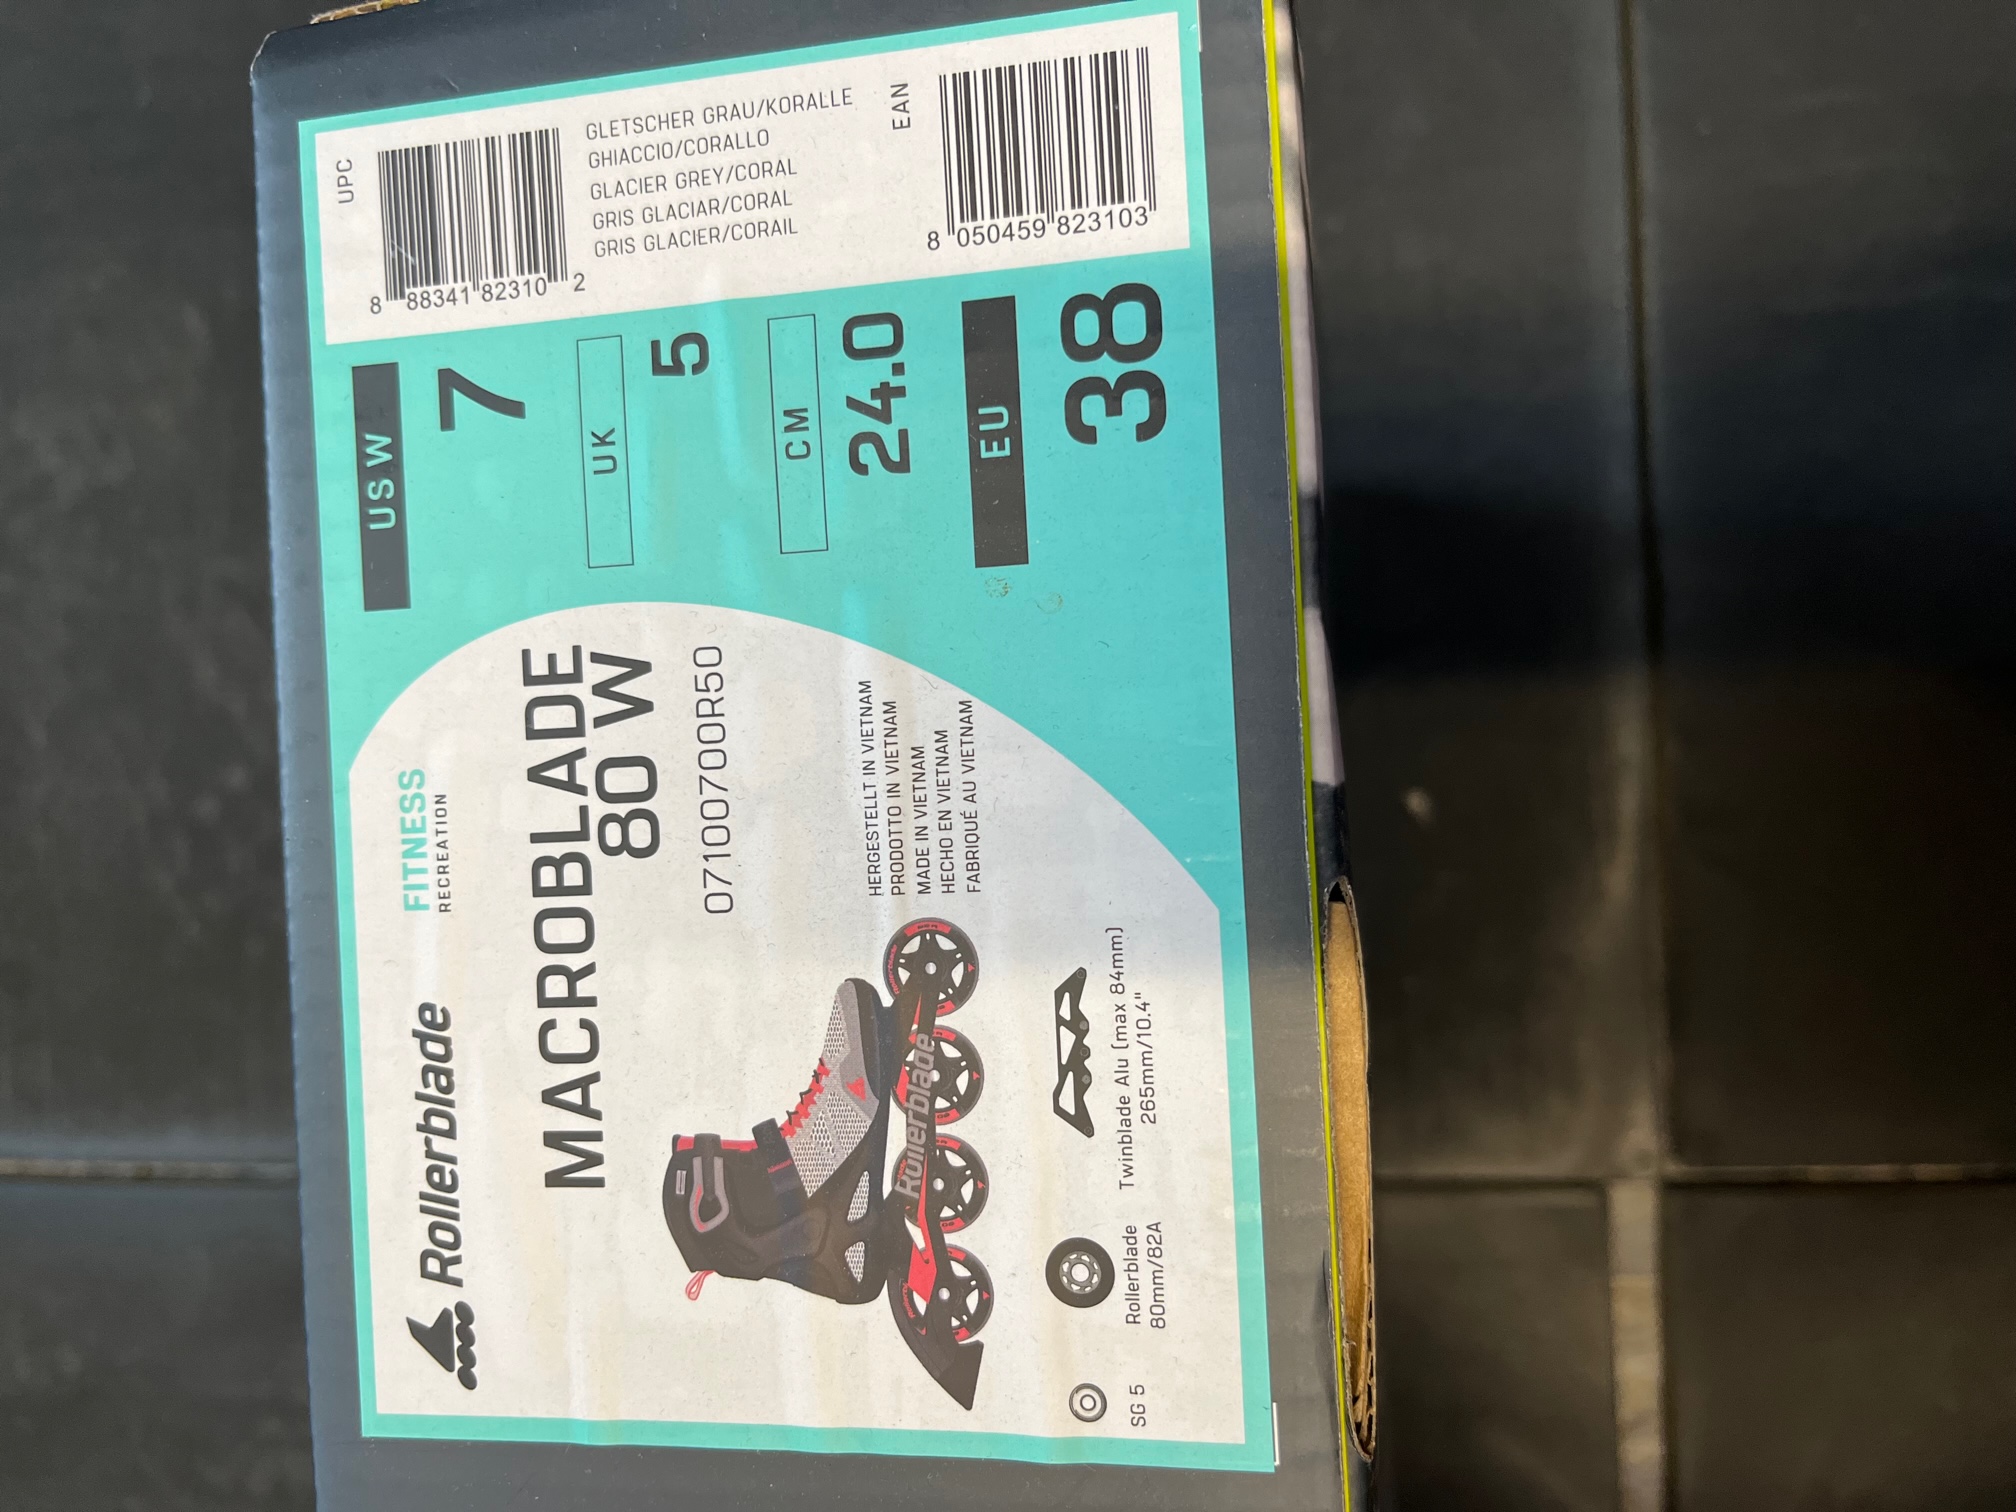 Rollerblade
FITNESS
RECREATION
MACROBLADE
80 W
07100700R50
HERGESTELLT IN VIETNAM
PRODOTTO IN VIETNAM
MADE IN VIETNAM
HECHO EN VIETNAM
FABRIQUÉ AU VIETNAM
Rollerblade
SG 5
Rollerblade
80mm/82A
Twinblade Alu (max 84mm)
265mm/10.4"
US W
7
UK
5
CM
24.0
EU
38
UPC
8 88341 82310 2
GLETSCHER GRAU/KORALLE
GHIACCIO/CORALLO
GLACIER GREY/CORAL
GRIS GLACIAR/CORAL
GRIS GLACIER/CORAIL
EAN
8 050459 823103